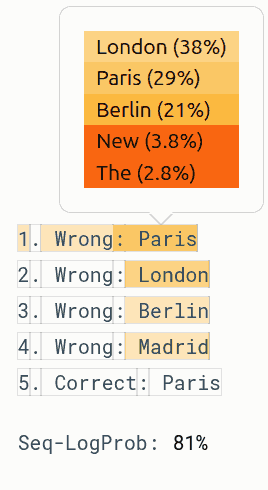 London (38%)
Paris (29%)
Berlin (21%)
New (3.8%)
The (2.8%)
1. Wrong: Paris
2. Wrong: London
3. Wrong: Berlin
4. Wrong: Madrid
5. Correct: Paris
Seq-LogProb: 81%